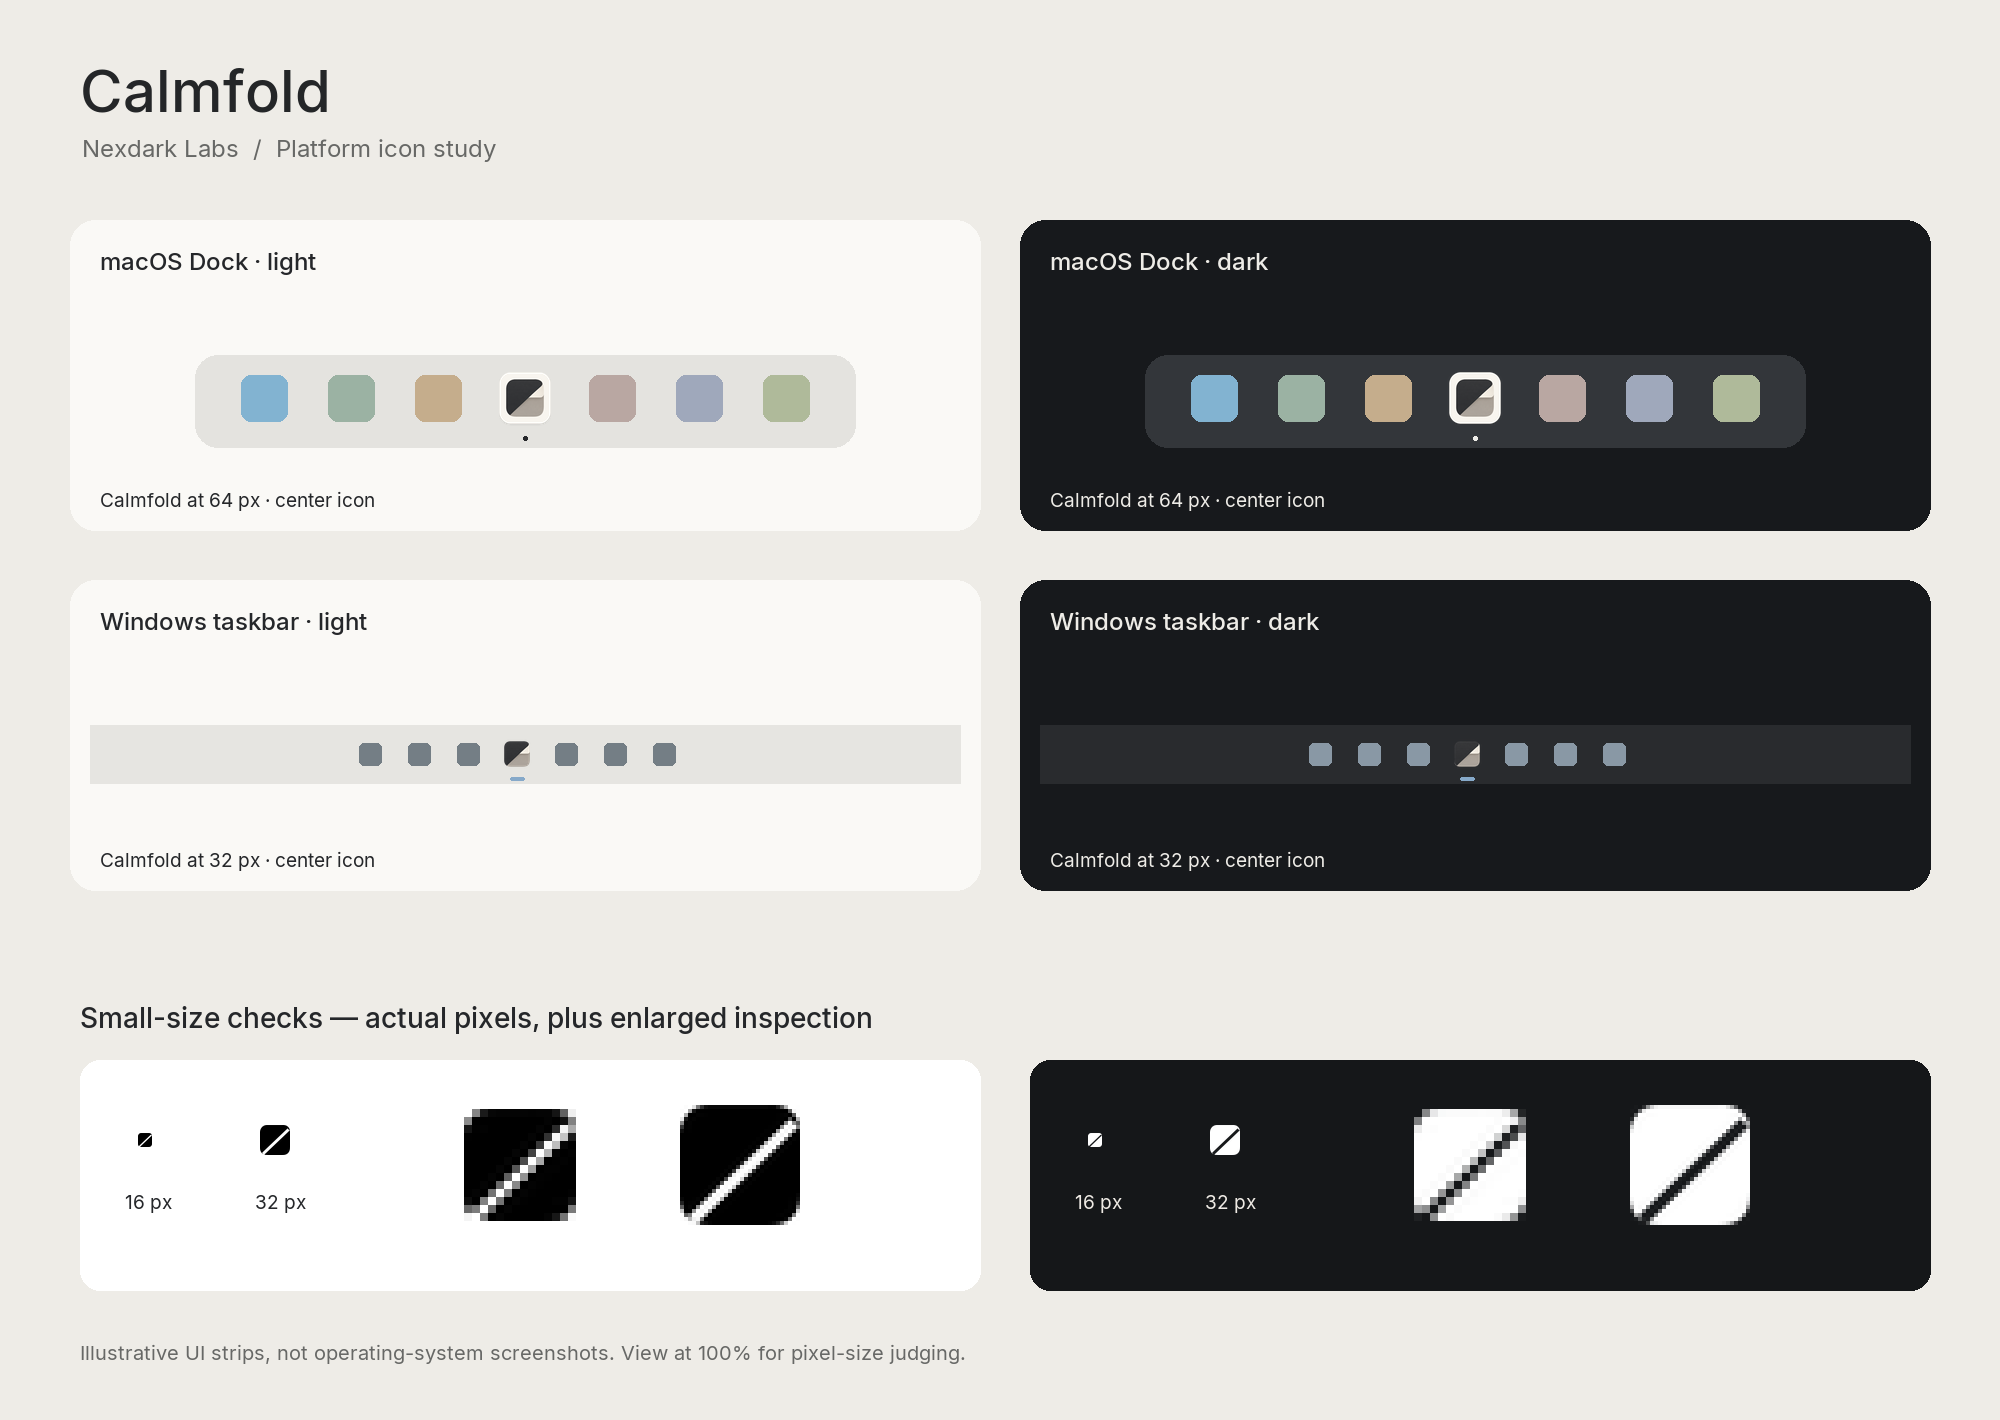 Calmfold
Nexdark Labs / Platform icon study
macOS Dock · light
macOS Dock · dark
Calmfold at 64 px · center icon
Calmfold at 64 px · center icon
Windows taskbar · light
Windows taskbar · dark
Calmfold at 32 px · center icon
Calmfold at 32 px · center icon
Small-size checks — actual pixels, plus enlarged inspection
16 px
32 px
16 px
32 px
Illustrative UI strips, not operating-system screenshots. View at 100% for pixel-size judging.